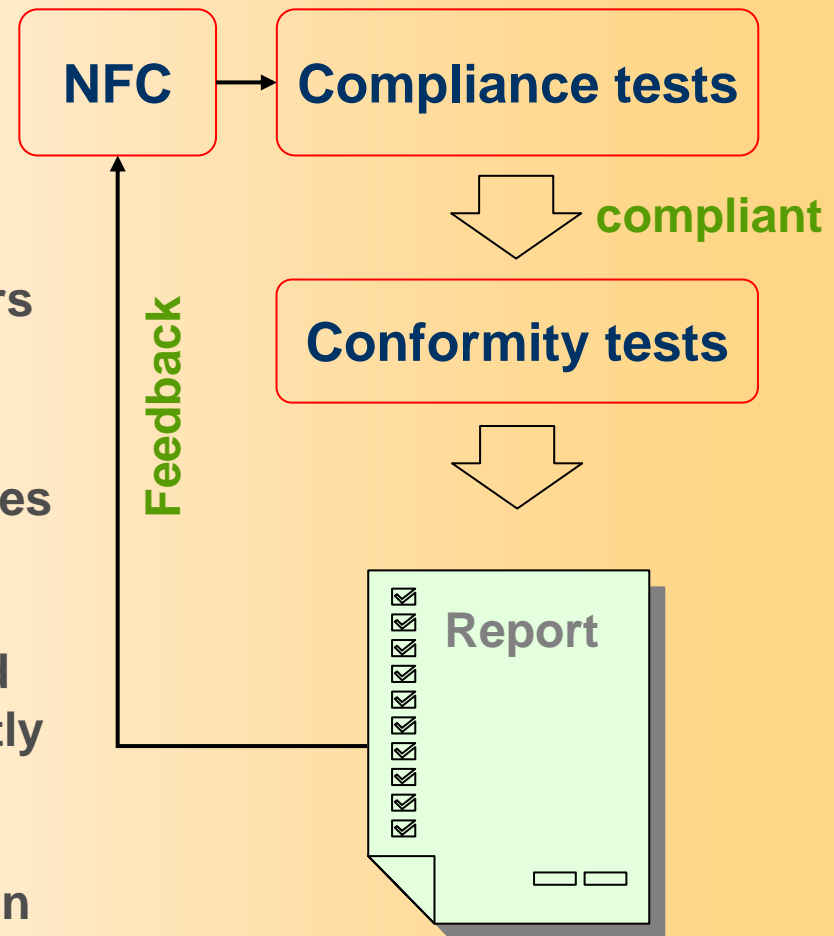 NFC
Compliance tests
compliant
Conformity tests
Feedback
Report